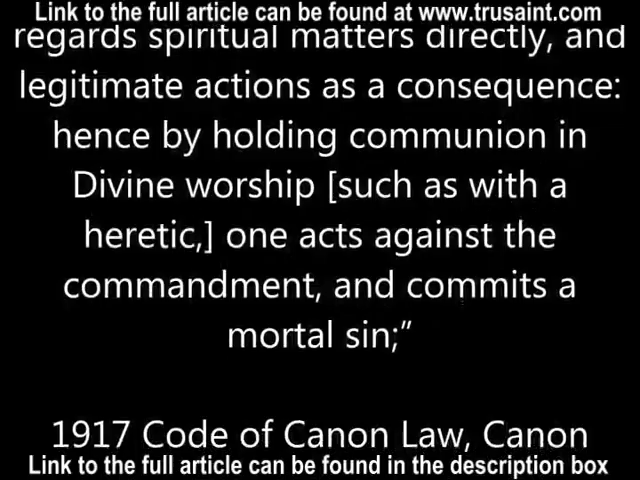 Link to the full article can be found at www.trusaint.com
regards spiritual matters directly, and
legitimate actions as a consequence:
hence by holding communion in
Divine worship [such as with a
heretic,] one acts against the
commandment, and commits a
mortal sin;”
1917 Code of Canon Law, Canon
Link to the full article can be found in the description box